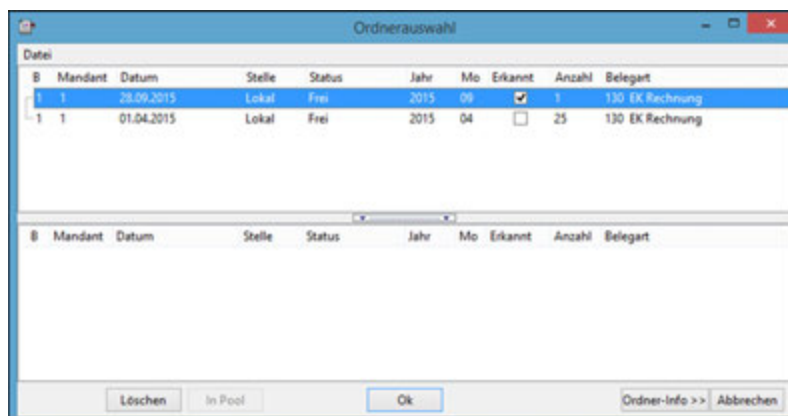 Ordnerauswahl
Datei
B Mandant Datum Stelle Status Jahr Mo Erkannt Anzahl Belegart
1 1 28.09.2015 Lokal Frei 2015 09 1 130 EK Rechnung
1 1 01.04.2015 Lokal Frei 2015 04 25 130 EK Rechnung
B Mandant Datum Stelle Status Jahr Mo Erkannt Anzahl Belegart
Löschen In Pool Ok Ordner-Info >> Abbrechen